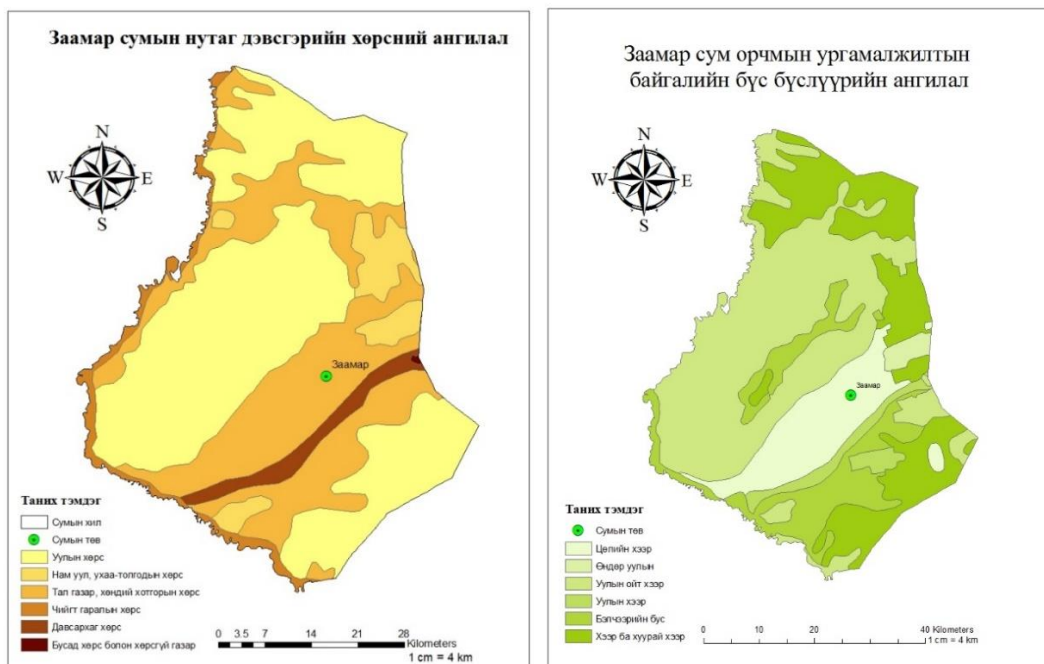 Заамар сумын нутаг дэвсгэрийн хөрсний ангилал
N
W E
S
Заамар
Таних тэмдэг
Сумын хил
Сумын төв
Уулын хөрс
Нам уул, ухаа-толгодын хөрс
Тал газар, хөндий хотгорын хөрс
Чийгт гаралын хөрс
Давсархаг хөрс
Бусад хөрс болон хөрсгүй газар
0 3.5 7 14 21 28
Kilometers
1 cm = 4 km
Заамар сум орчмын ургамалжилтын
байгалийн бүс бүслүүрийн ангилал
N
W E
S
Заамар
Таних тэмдэг
Сумын төв
Цөлийн хээр
Өндөр уулын
Уулын ойт хээр
Уулын хээр
Бэлчээрийн бүс
Хээр ба хуурай хээр
0 10 20 40 Kilometers
1 cm = 4 km